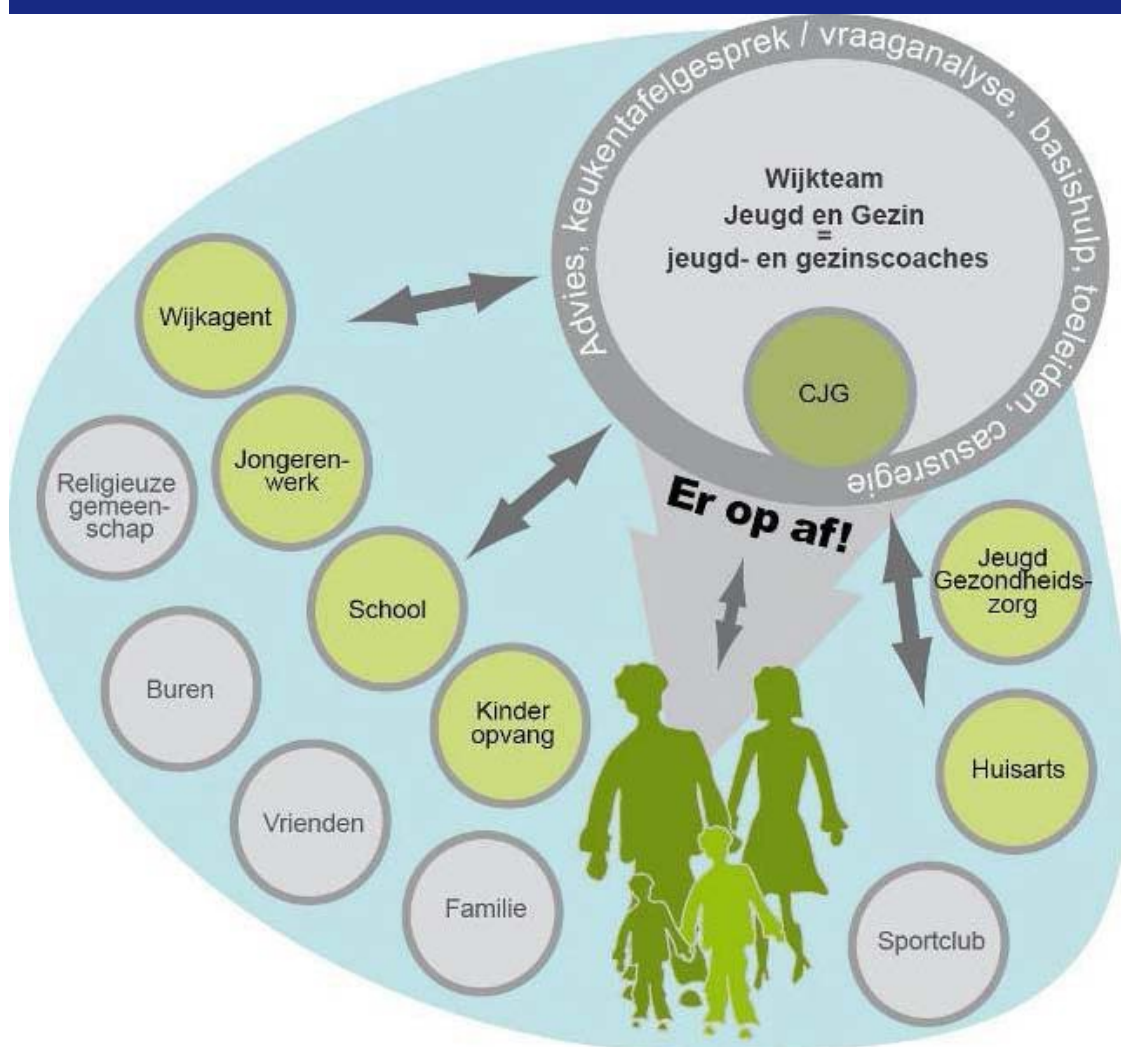 Advies, keukentafelgesprek / vraaganalyse, basishulp, toeleiden, casusregie
Wijkteam
Jeugd en Gezin
=
jeugd- en gezinscoaches
CJG
Er op af!
Wijkagent
Jongeren-
werk
Religieuze
gemeen-
schap
School
Buren
Kinder
opvang
Vrienden
Familie
Jeugd
Gezondheids-
zorg
Huisarts
Sportclub